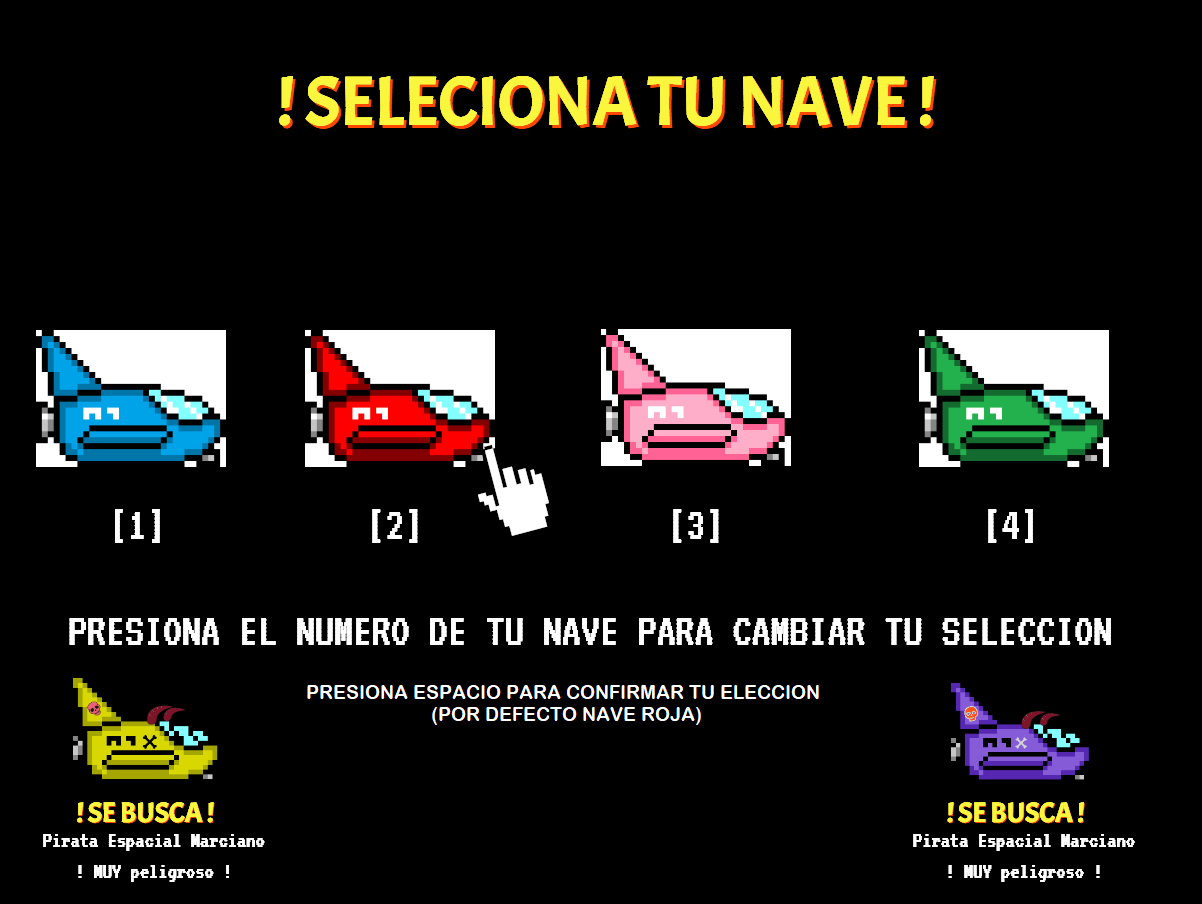 !SELECIONA TU NAVE!
[1] [2] [3] [4]
PRESIONA EL NUMERO DE TU NAVE PARA CAMBIAR TU SELECCION
PRESIONA ESPACIO PARA CONFIRMAR TU ELECCION
(POR DEFECTO NAVE ROJA)
!SE BUSCA!
Pirata Espacial Marciano
! MUY peligroso !
!SE BUSCA!
Pirata Espacial Marciano
! MUY peligroso !